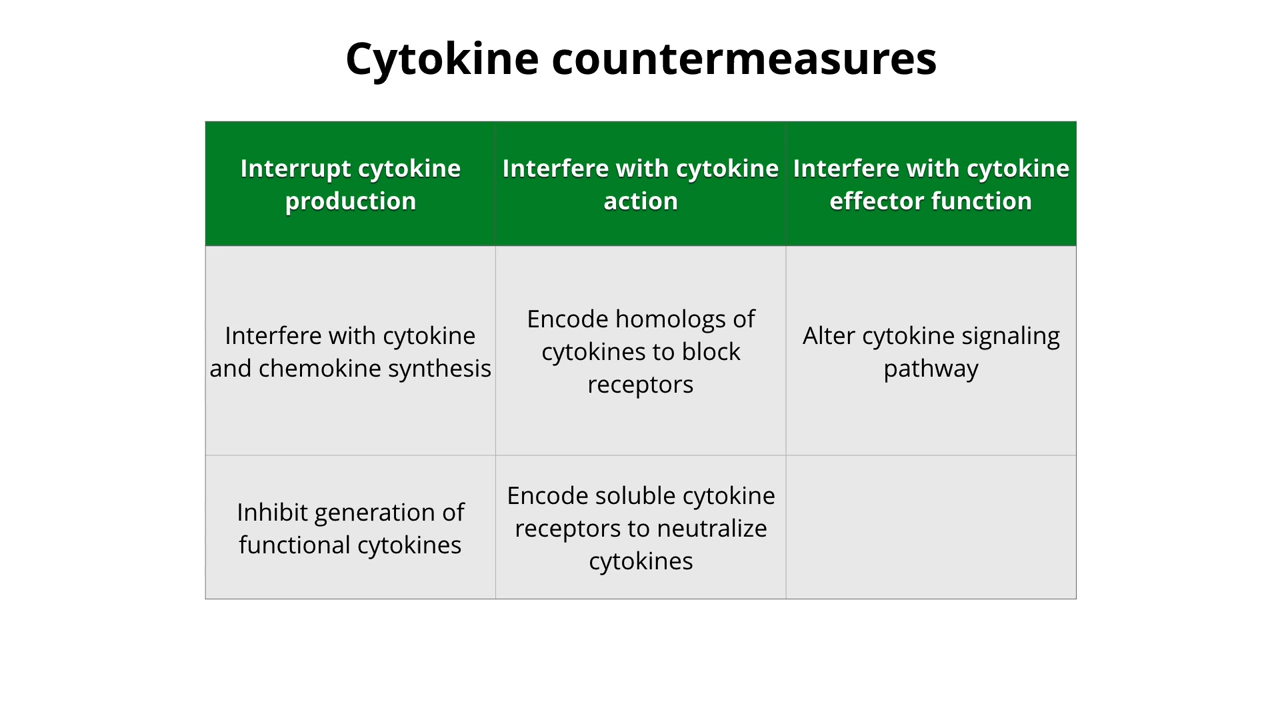 Cytokine countermeasures
Interrupt cytokine
production
Interfere with cytokine
action
Interfere with cytokine
effector function
Interfere with cytokine
and chemokine synthesis
Encode homologs of
cytokines to block
receptors
Alter cytokine signaling
pathway
Inhibit generation of
functional cytokines
Encode soluble cytokine
receptors to neutralize
cytokines